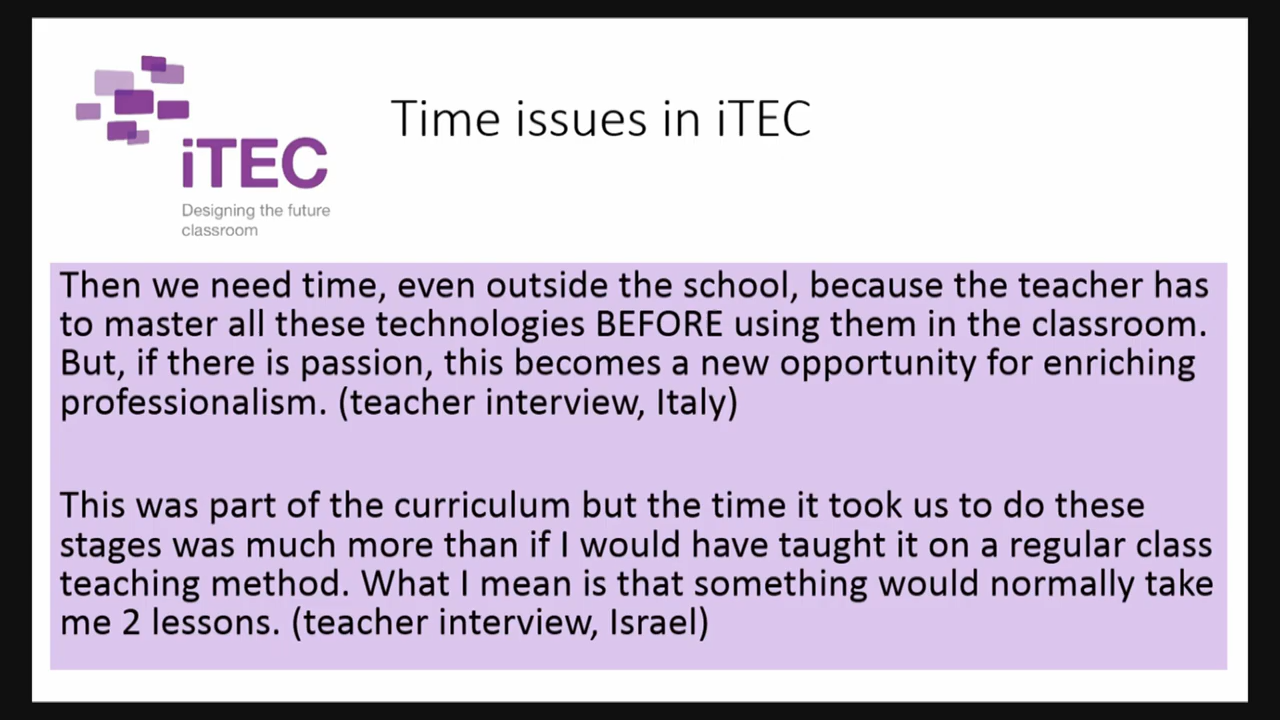 Time issues in iTEC
iTEC
Designing the future
classroom
Then we need time, even outside the school, because the teacher has
to master all these technologies BEFORE using them in the classroom.
But, if there is passion, this becomes a new opportunity for enriching
professionalism. (teacher interview, Italy)
This was part of the curriculum but the time it took us to do these
stages was much more than if I would have taught it on a regular class
teaching method. What I mean is that something would normally take
me 2 lessons. (teacher interview, Israel)